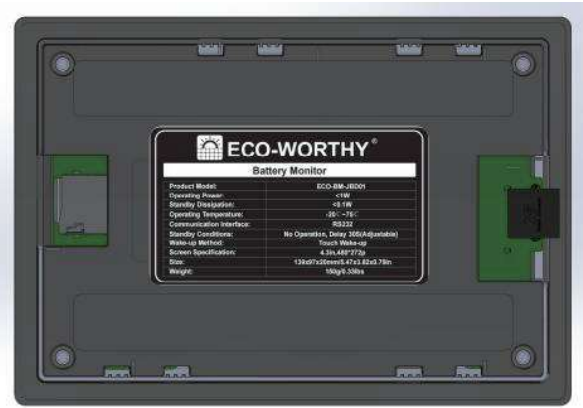 ECO-WORTHY®
Battery Monitor
Product Model: ECO-BM-JBD01
Operating Power: <1W
Standby Dissipation: <0.1W
Operating Temperature: -20℃ ~70℃
Communication Interface: RS232
Standby Conditions: No Operation, Delay 30S(Adjustable)
Wake-up Method: Touch Wake-up
Screen Specification: 4.3in,480*272p
Size: 139x97x20mm/5.47x3.82x0.79in
Weight: 150g/0.33lbs